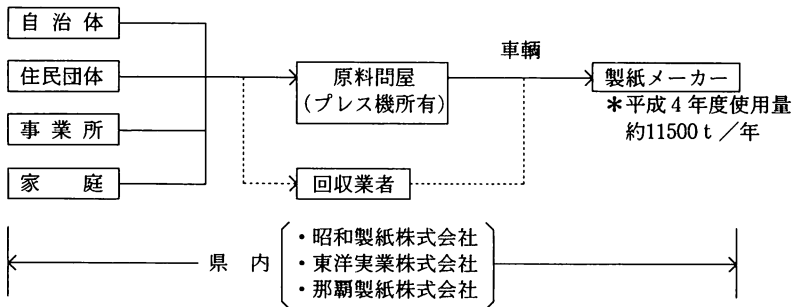 自治体
住民団体
事業所
家庭
原料問屋
(プレス機所有)
回収業者
車輌
製紙メーカー
*平成4年度使用量
約11500t/年
県内
・昭和製紙株式会社
・東洋実業株式会社
・那覇製紙株式会社